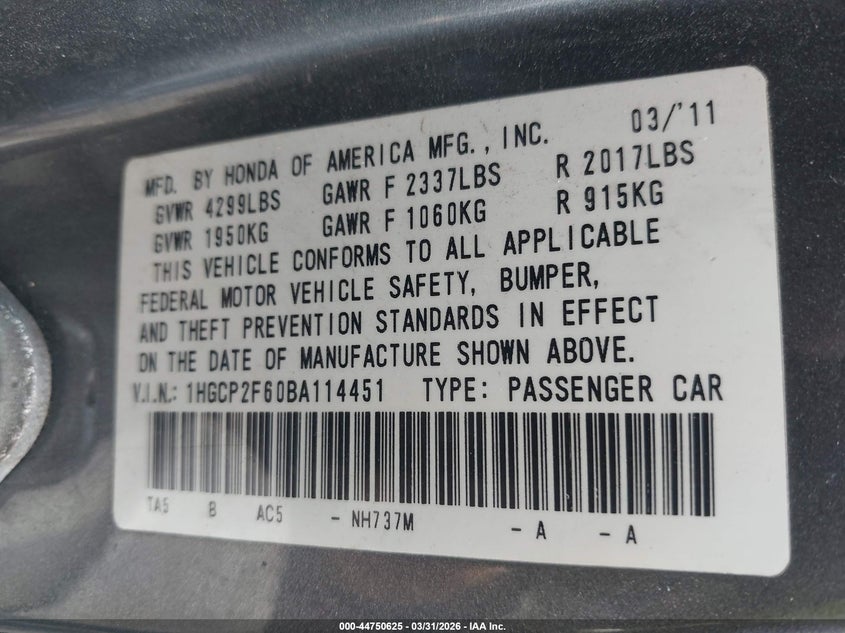 MFD. BY HONDA OF AMERICA MFG., INC. 03/'11
GVWR 4299LBS GAWR F 2337LBS R 2017LBS
GVWR 1950KG GAWR F 1060KG R 915KG
THIS VEHICLE CONFORMS TO ALL APPLICABLE
FEDERAL MOTOR VEHICLE SAFETY, BUMPER,
AND THEFT PREVENTION STANDARDS IN EFFECT
ON THE DATE OF MANUFACTURE SHOWN ABOVE.
V.I.N.: 1HGCP2F60BA114451 TYPE: PASSENGER CAR
TA5 B AC5 - NH737M - A - A
000-44750625 - 03/31/2026 - IAA Inc.